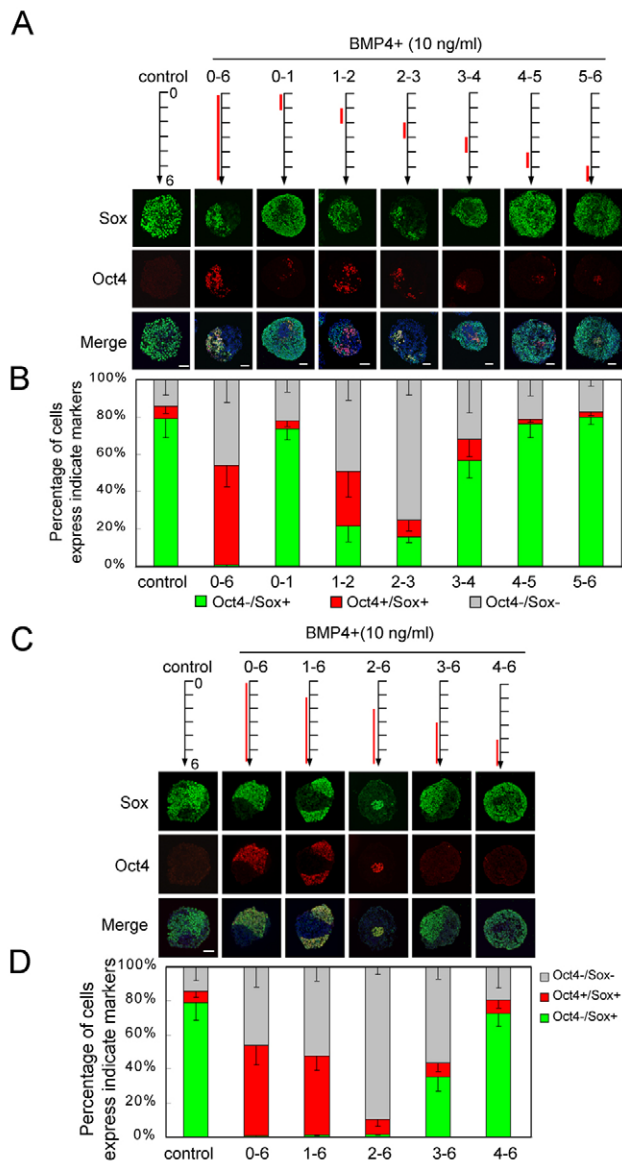 A
BMP4+ (10 ng/ml)
control 0-6 0-1 1-2 2-3 3-4 4-5 5-6
0
6
Sox
Oct4
Merge
B
Percentage of cells
express indicate markers
100%
80%
60%
40%
20%
0%
control 0-6 0-1 1-2 2-3 3-4 4-5 5-6
Oct4-/Sox+ Oct4+/Sox+ Oct4-/Sox-
C
BMP4+(10 ng/ml)
control 0-6 1-6 2-6 3-6 4-6
0
6
Sox
Oct4
Merge
D
Percentage of cells
express indicate markers
100%
80%
60%
40%
20%
0%
control 0-6 1-6 2-6 3-6 4-6
Oct4-/Sox-
Oct4+/Sox+
Oct4-/Sox+